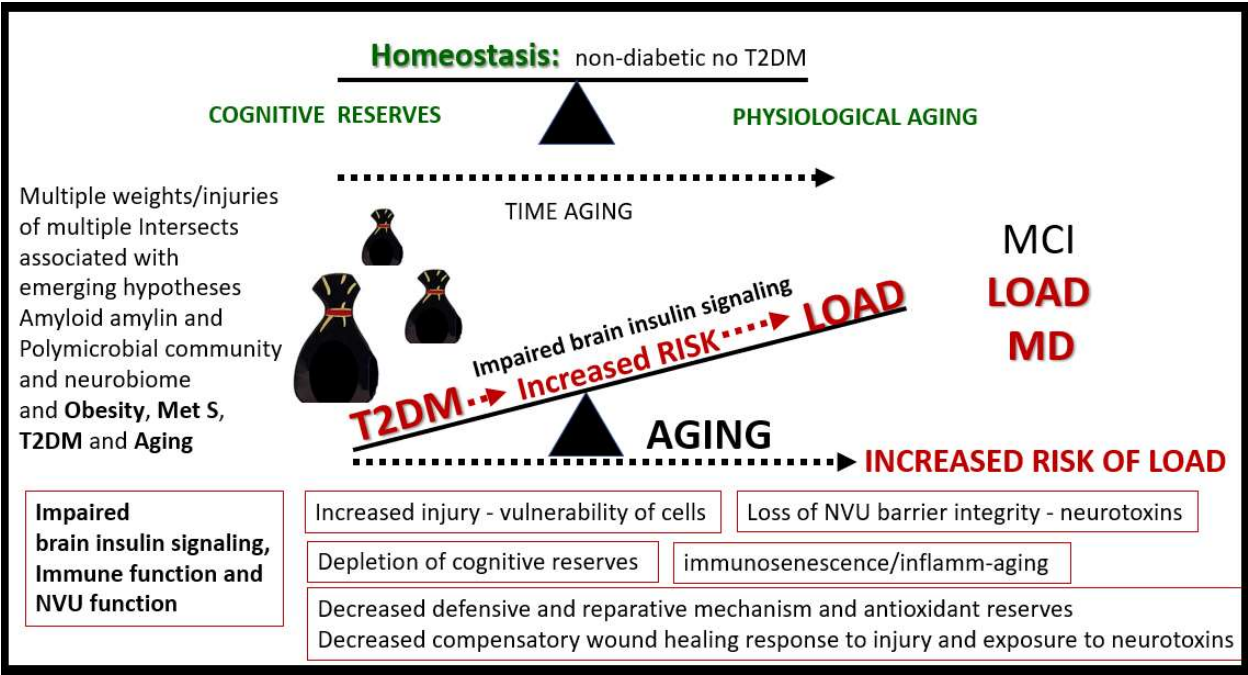 Homeostasis: non-diabetic no T2DM
COGNITIVE RESERVES
PHYSIOLOGICAL AGING
TIME AGING
Multiple weights/injuries
of multiple Intersects
associated with
emerging hypotheses
Amyloid amylin and
Polymicrobial community
and neurobiome
and Obesity, Met S,
T2DM and Aging
MCI
LOAD
MD
Impaired brain insulin signaling
T2DM Increased RISK LOAD
AGING
INCREASED RISK OF LOAD
Impaired
brain insulin signaling,
Immune function and
NVU function
Increased injury - vulnerability of cells
Loss of NVU barrier integrity - neurotoxins
Depletion of cognitive reserves
immunosenescence/inflamm-aging
Decreased defensive and reparative mechanism and antioxidant reserves
Decreased compensatory wound healing response to injury and exposure to neurotoxins